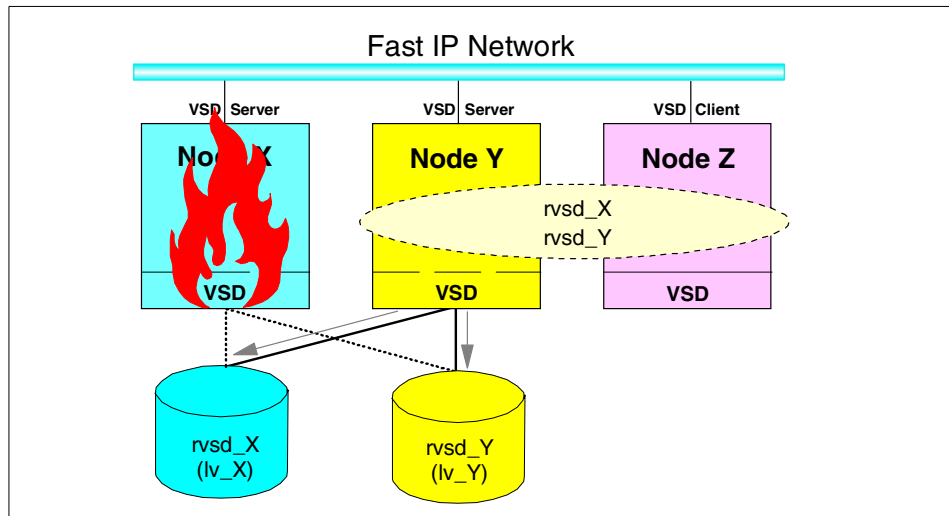 Fast IP Network
VSD Server
VSD Server
VSD Client
Node X
Node Y
Node Z
rvsd_X
rvsd_Y
VSD
VSD
VSD
rvsd_X
(lv_X)
rvsd_Y
(lv_Y)